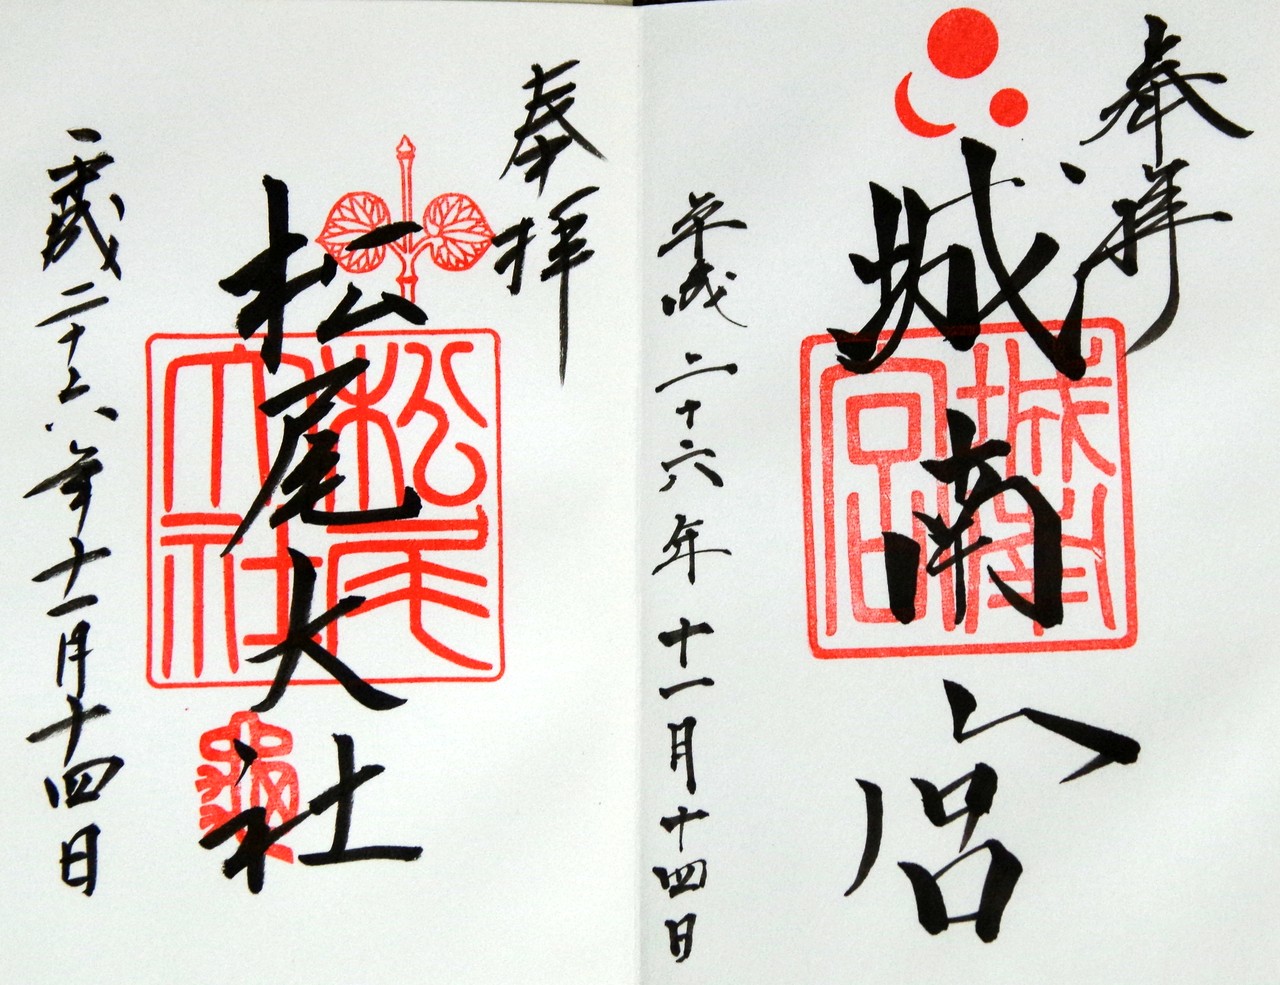 奉拝
城南宮
平成二十六年十一月十四日
城南宮
奉拝
松尾大社
平成二十六年十一月十四日
松尾大社